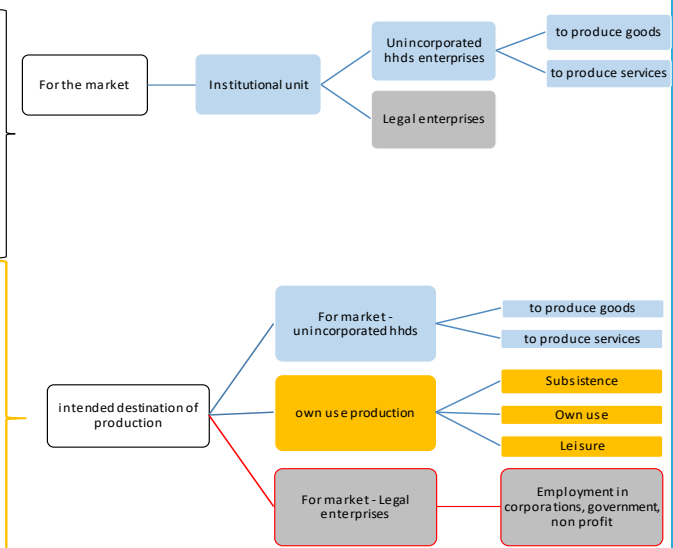 to produce goods
Unincorporated
hhds enterprises
to produce services
For the market
Institutional unit
Legal enterprises
For market -
unincorporated hhds
to produce goods
to produce services
intended destination of
production
own use production
Subsistence
Own use
Leisure
For market - Legal
enterprises
Employment in
corporations, government,
non profit